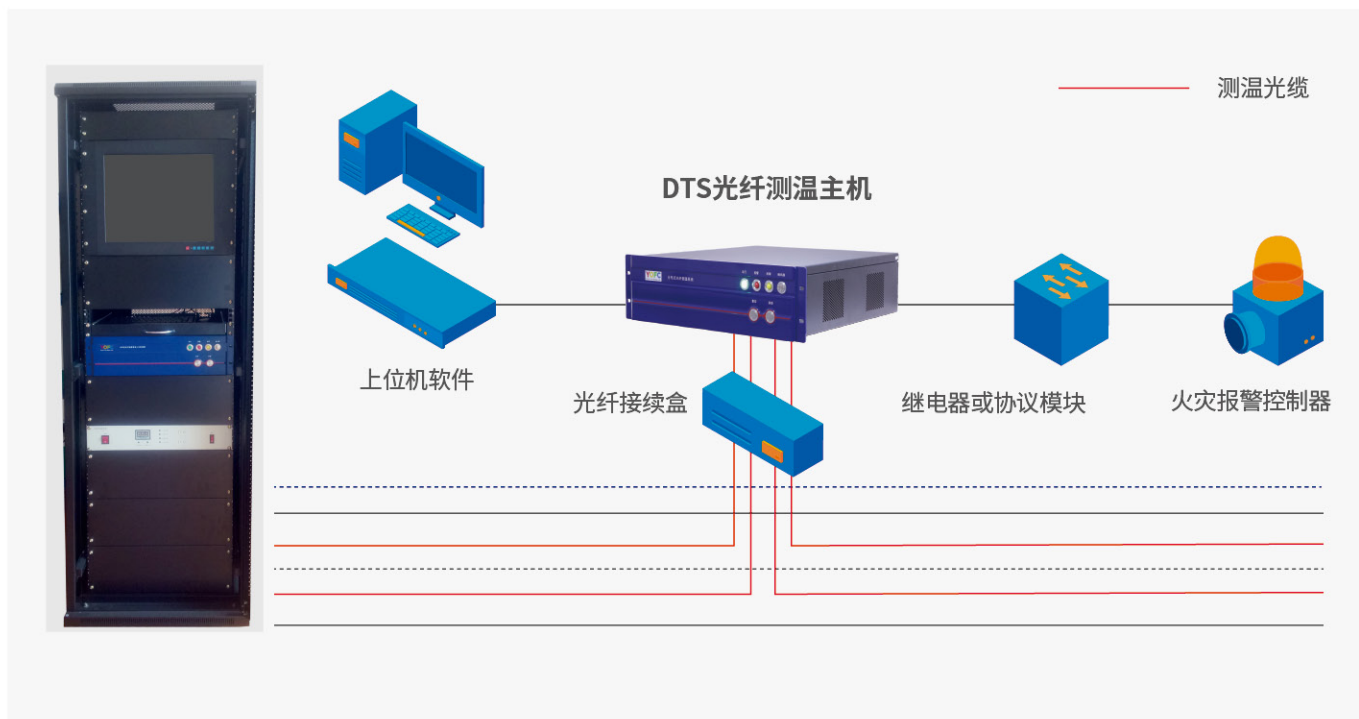 测温光缆
DTS光纤测温主机
上位机软件
光纤接续盒
继电器或协议模块
火灾报警控制器